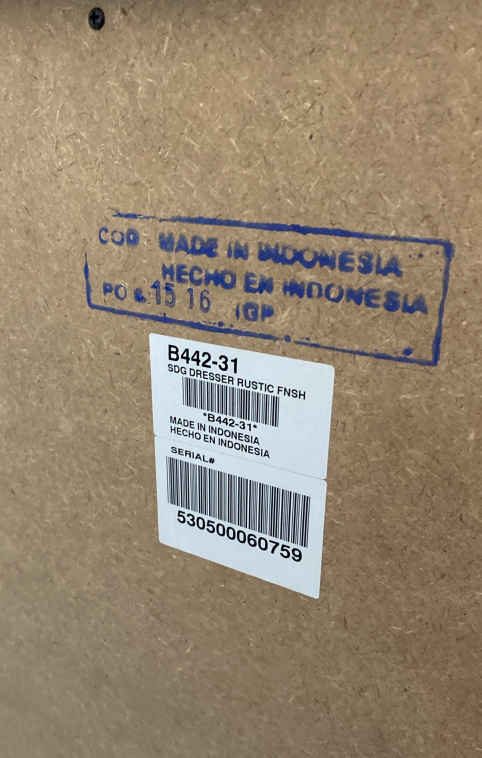 COD MADE IN INDONESIA
HECHO EN INDONESIA
PO 15 16 IGP
B442-31
SDG DRESSER RUSTIC FNSH
*B442-31*
MADE IN INDONESIA
HECHO EN INDONESIA
SERIAL#
530500060759